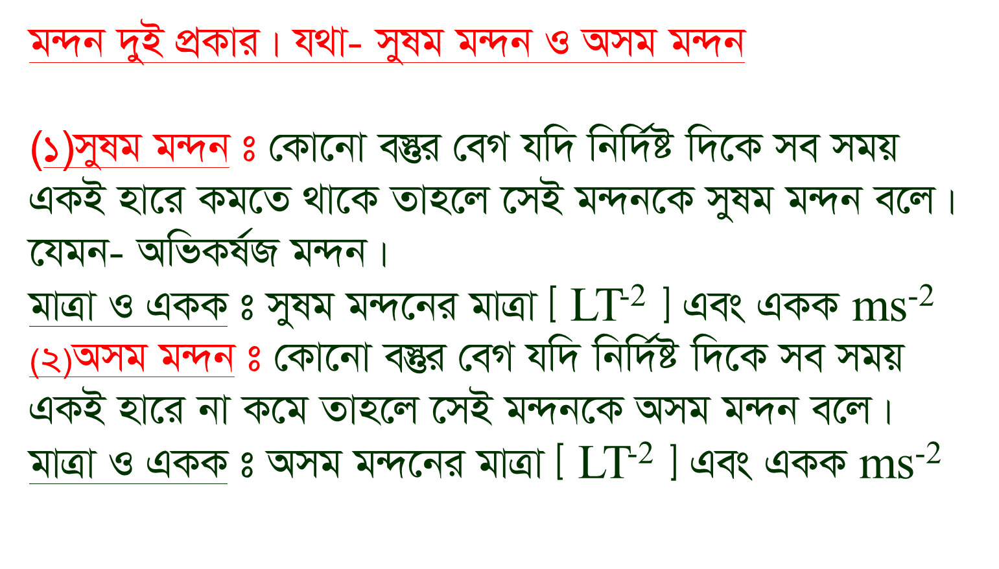 মন্দন দুই প্রকার। যথা- সুষম মন্দন ও অসম মন্দন
(১)সুষম মন্দন ঃ কোনো বস্তুর বেগ যদি নির্দিষ্ট দিকে সব সময়
একই হারে কমতে থাকে তাহলে সেই মন্দনকে সুষম মন্দন বলে।
যেমন- অভিকর্ষজ মন্দন।
মাত্রা ও একক ঃ সুষম মন্দনের মাত্রা [ LT⁻² ] এবং একক ms⁻²
(২)অসম মন্দন ঃ কোনো বস্তুর বেগ যদি নির্দিষ্ট দিকে সব সময়
একই হারে না কমে তাহলে সেই মন্দনকে অসম মন্দন বলে।
মাত্রা ও একক ঃ অসম মন্দনের মাত্রা [ LT⁻² ] এবং একক ms⁻²